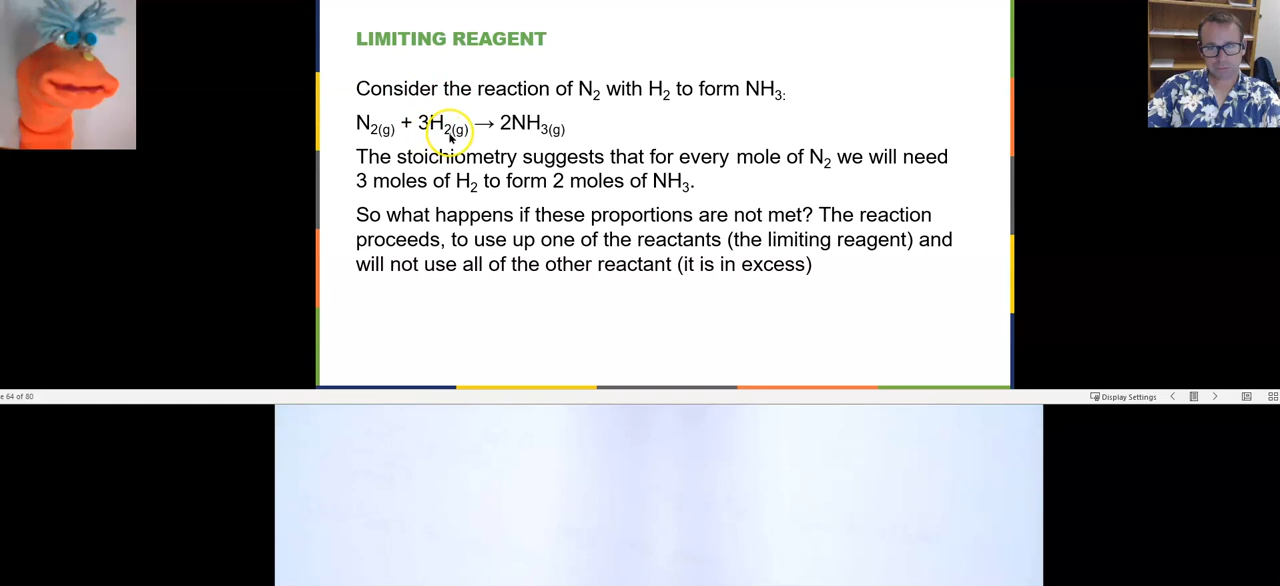 LIMITING REAGENT
Consider the reaction of N₂ with H₂ to form NH₃:
N₂(g) + 3H₂(g) → 2NH₃(g)
The stoichiometry suggests that for every mole of N₂ we will need
3 moles of H₂ to form 2 moles of NH₃.
So what happens if these proportions are not met? The reaction
proceeds, to use up one of the reactants (the limiting reagent) and
will not use all of the other reactant (it is in excess)
e 64 of 80
Display Settings